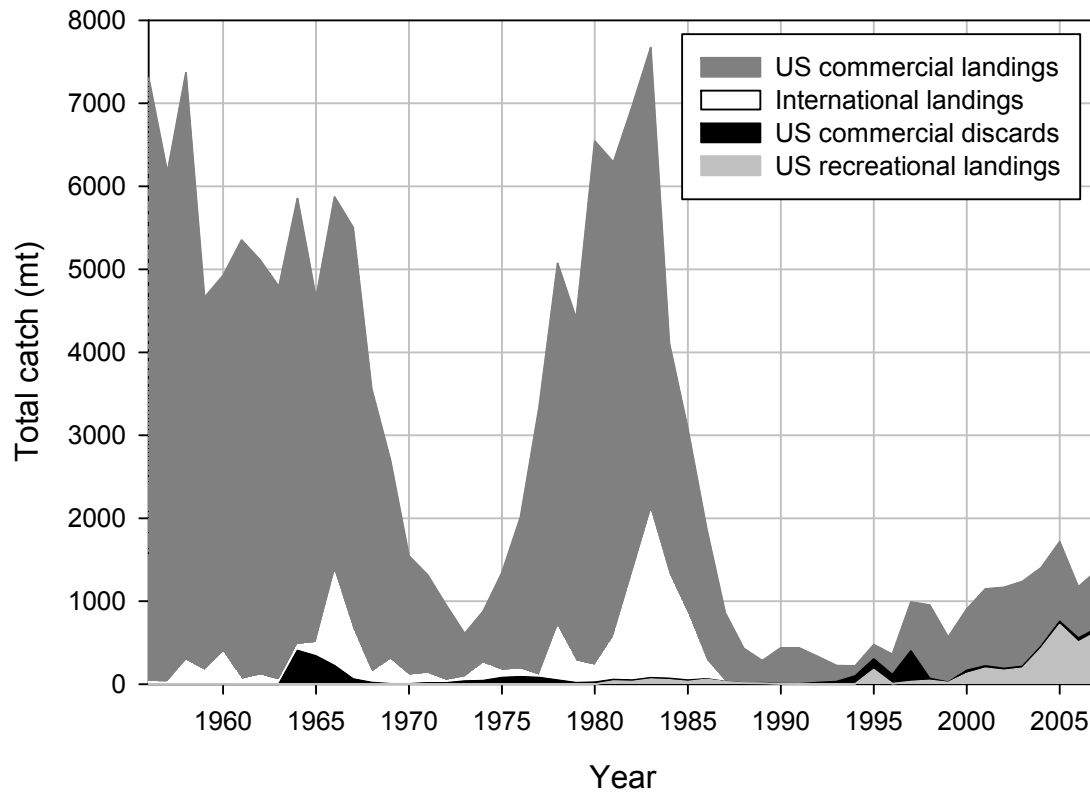 8000
7000
6000
5000
4000
3000
2000
1000
0
Total catch (mt)
US commercial landings
International landings
US commercial discards
US recreational landings
1960 1965 1970 1975 1980 1985 1990 1995 2000 2005
Year